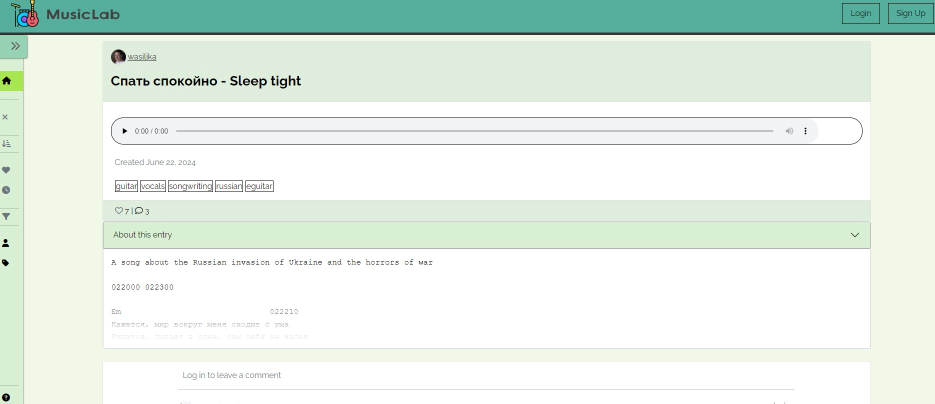 MusicLab
Login
Sign Up
wasilika
Спать спокойно - Sleep tight
0:00 / 0:00
Created June 22, 2024
guitar vocals songwriting russian eguitar
7 | 3
About this entry
A song about the Russian invasion of Ukraine and the horrors of war
022000 022300
Em 022210
Кажется, мир вокруг меня сходит с ума
Log in to leave a comment